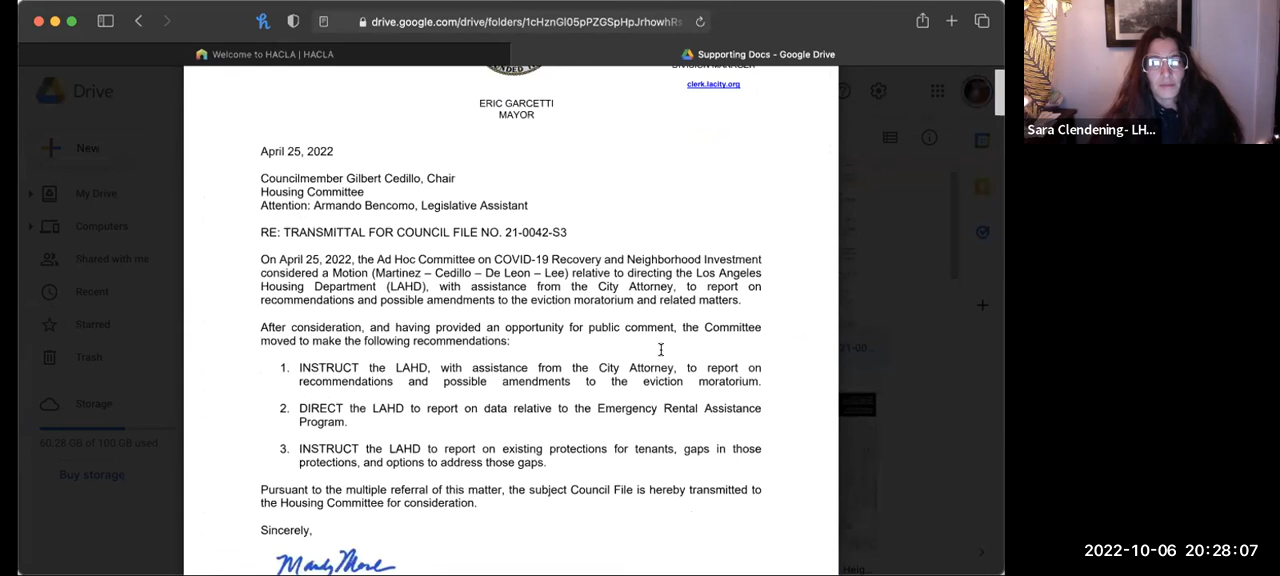 drive.google.com/drive/folders/1cHznGl05pPZGSpHpJrhowhRs
Welcome to HACLA | HACLA
Supporting Docs - Google Drive
Drive
New
My Drive
Computers
Shared with me
Recent
Starred
Trash
Storage
60.28 GB of 100 GB used
Buy storage
clerk.lacity.org
ERIC GARCETTI
MAYOR
April 25, 2022
Councilmember Gilbert Cedillo, Chair
Housing Committee
Attention: Armando Bencomo, Legislative Assistant
RE: TRANSMITTAL FOR COUNCIL FILE NO. 21-0042-S3
On April 25, 2022, the Ad Hoc Committee on COVID-19 Recovery and Neighborhood Investment
considered a Motion (Martinez – Cedillo – De Leon – Lee) relative to directing the Los Angeles
Housing Department (LAHD), with assistance from the City Attorney, to report on
recommendations and possible amendments to the eviction moratorium and related matters.
After consideration, and having provided an opportunity for public comment, the Committee
moved to make the following recommendations:
1. INSTRUCT the LAHD, with assistance from the City Attorney, to report on
recommendations and possible amendments to the eviction moratorium.
2. DIRECT the LAHD to report on data relative to the Emergency Rental Assistance
Program.
3. INSTRUCT the LAHD to report on existing protections for tenants, gaps in those
protections, and options to address those gaps.
Pursuant to the multiple referral of this matter, the subject Council File is hereby transmitted to
the Housing Committee for consideration.
Sincerely,
21-00...
Heig...
Sara Clendening- LH...
2022-10-06 20:28:07